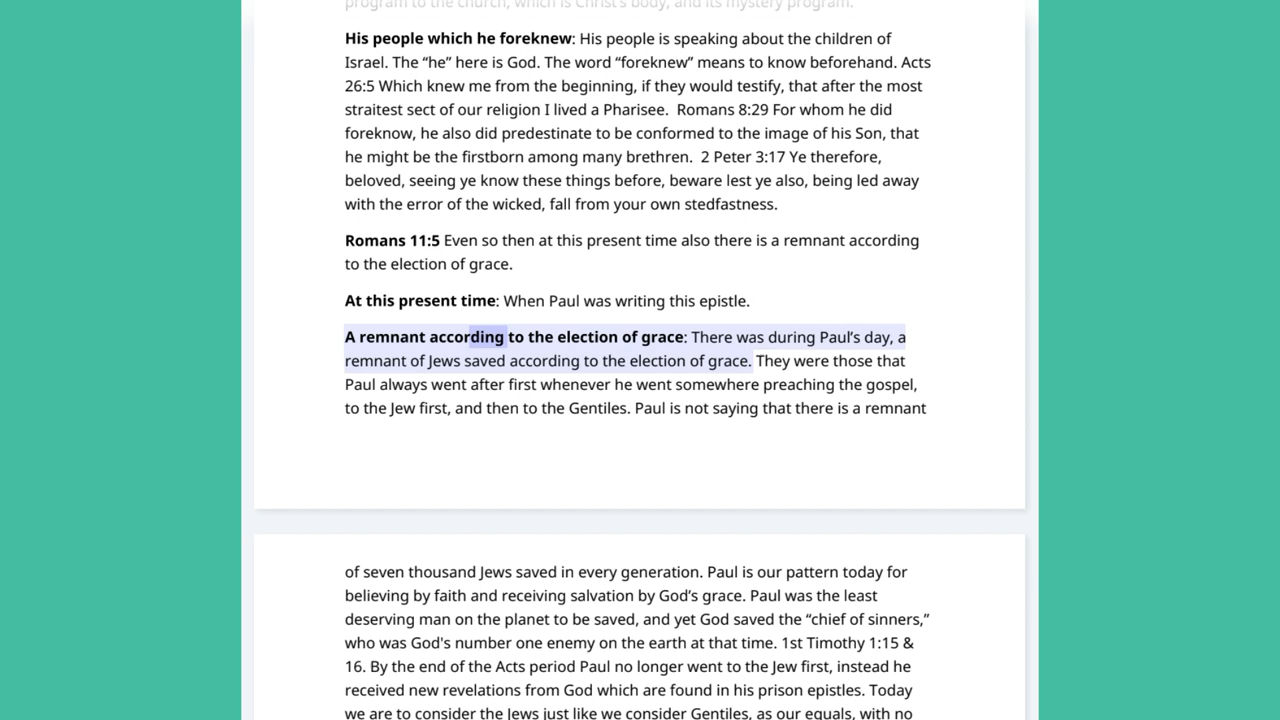 program to the church, which is Christ's body, and its mystery program.
His people which he foreknew: His people is speaking about the children of
Israel. The “he” here is God. The word “foreknew” means to know beforehand. Acts
26:5 Which knew me from the beginning, if they would testify, that after the most
straitest sect of our religion I lived a Pharisee.  Romans 8:29 For whom he did
foreknow, he also did predestinate to be conformed to the image of his Son, that
he might be the firstborn among many brethren.  2 Peter 3:17 Ye therefore,
beloved, seeing ye know these things before, beware lest ye also, being led away
with the error of the wicked, fall from your own stedfastness.
Romans 11:5 Even so then at this present time also there is a remnant according
to the election of grace.
At this present time: When Paul was writing this epistle.
A remnant according to the election of grace: There was during Paul’s day, a
remnant of Jews saved according to the election of grace. They were those that
Paul always went after first whenever he went somewhere preaching the gospel,
to the Jew first, and then to the Gentiles. Paul is not saying that there is a remnant
of seven thousand Jews saved in every generation. Paul is our pattern today for
believing by faith and receiving salvation by God’s grace. Paul was the least
deserving man on the planet to be saved, and yet God saved the “chief of sinners,”
who was God's number one enemy on the earth at that time. 1st Timothy 1:15 &
16. By the end of the Acts period Paul no longer went to the Jew first, instead he
received new revelations from God which are found in his prison epistles. Today
we are to consider the Jews just like we consider Gentiles, as our equals, with no